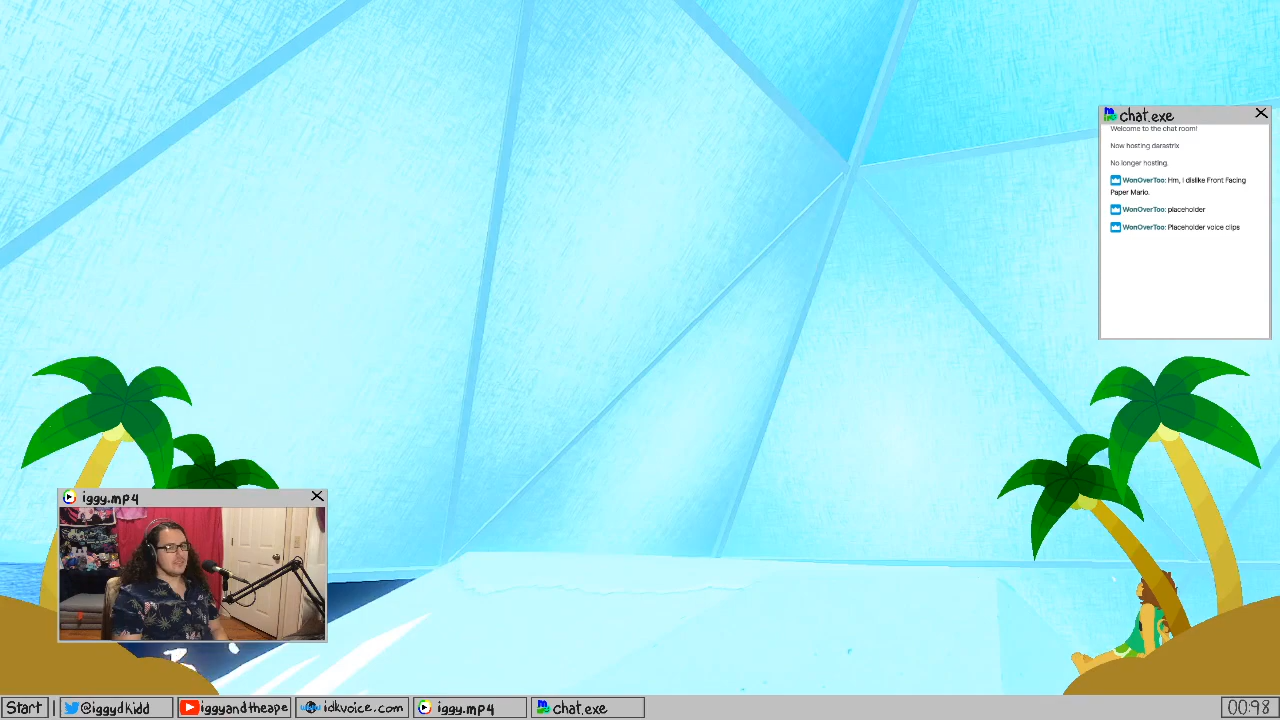 chat.exe
Welcome to the chat room!
Now hosting darastrix
No longer hosting.
WonOverToo: Hm, I dislike Front Facing
Paper Mario.
WonOverToo: placeholder
WonOverToo: Placeholder voice clips
iggy.mp4
Start | @iggydkidd iggyandtheape www idkvoice.com iggy.mp4 chat.exe 00:98